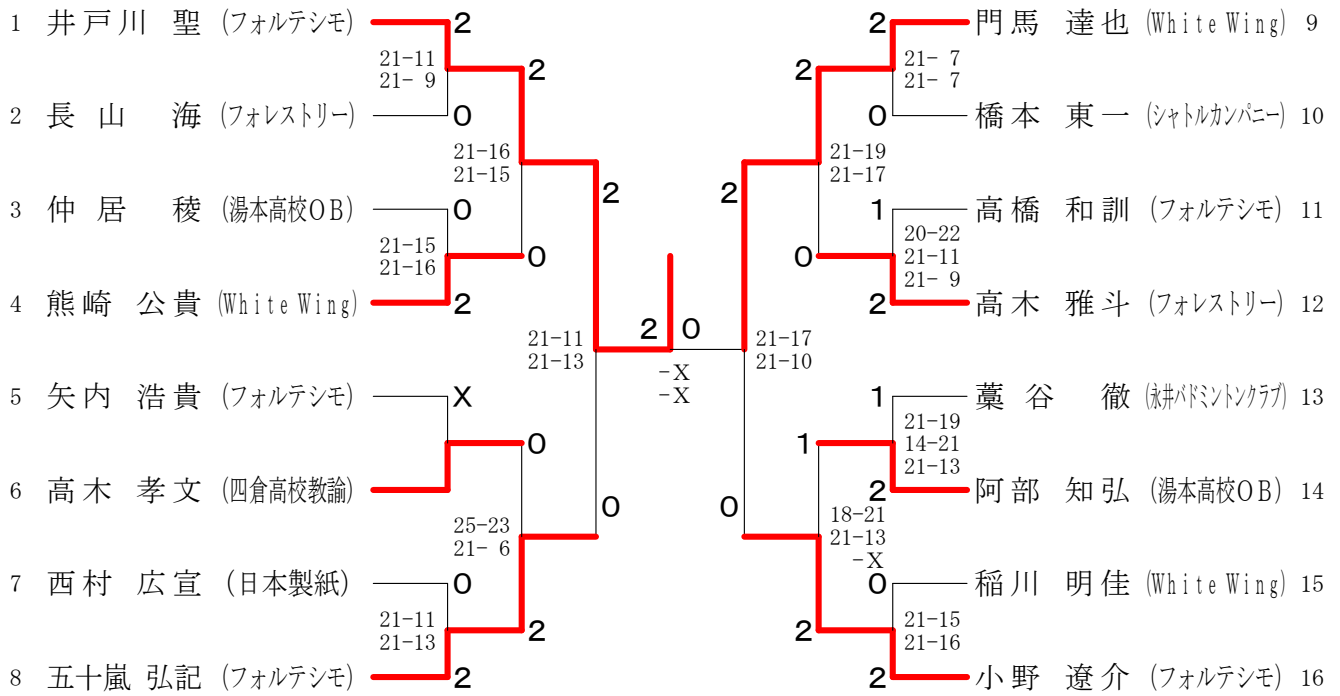 1 井戸川 聖 (フォルテシモ) 2
21-11
21- 9
2
2 長山 海 (フォレストリー) 0
21-16
21-15
2
3 仲居 稜 (湯本高校OB) 0
21-15
21-16
0
4 熊崎 公貴 (White Wing) 2
21-11
21-13
2 0
-X
-X
5 矢内 浩貴 (フォルテシモ) X
0
6 高木 孝文 (四倉高校教諭)
25-23
21- 6
0
7 西村 広宣 (日本製紙) 0
21-11
21-13
2
8 五十嵐 弘記 (フォルテシモ) 2
2 門馬 達也 (White Wing) 9
2
21- 7
21- 7
0 橋本 東一 (シャトルカンパニー) 10
21-19
21-17
2
1 高橋 和訓 (フォルテシモ) 11
20-22
21-11
21- 9
0
2 高木 雅斗 (フォレストリー) 12
21-17
21-10
1 藁谷 徹 (永井バドミントンクラブ) 13
21-19
14-21
21-13
1
2 阿部 知弘 (湯本高校OB) 14
0
18-21
21-13
-X
0 稲川 明佳 (White Wing) 15
21-15
21-16
2
2 小野 遼介 (フォルテシモ) 16